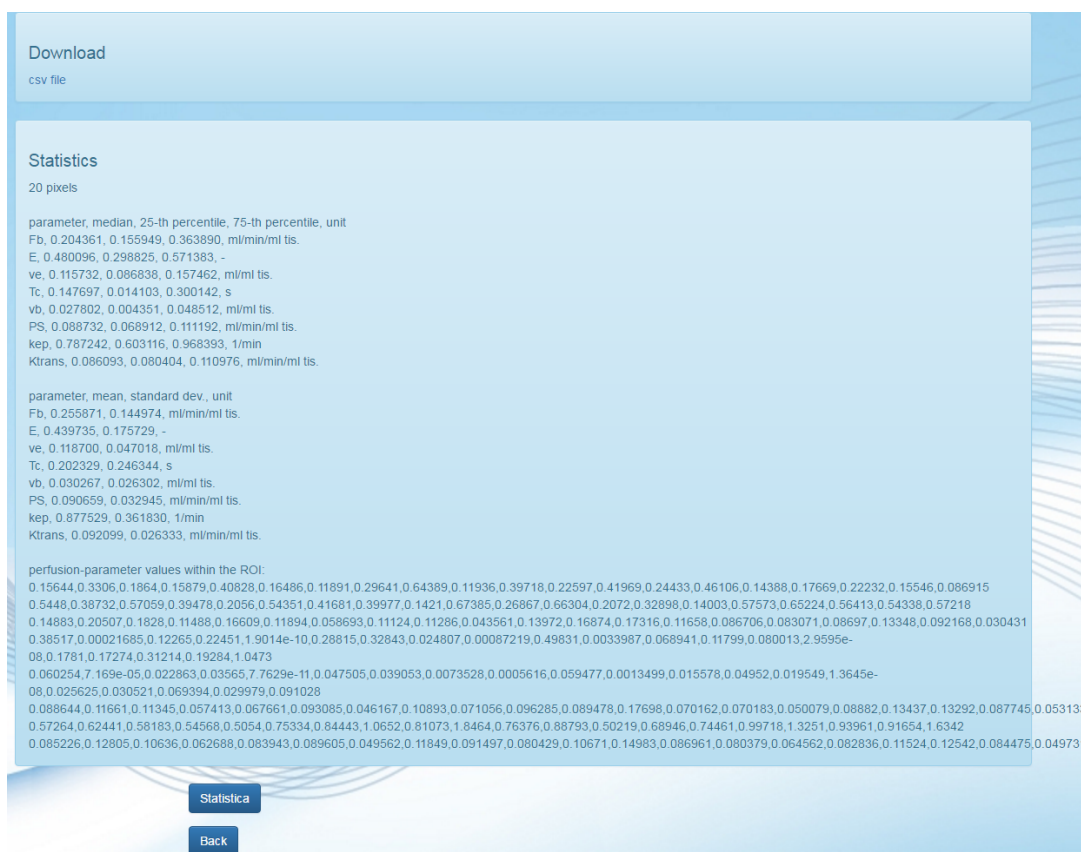 Download
csv file
Statistics
20 pixels
parameter, median, 25-th percentile, 75-th percentile, unit
Fb, 0.204361, 0.155949, 0.363890, ml/min/ml tis.
E, 0.480096, 0.298825, 0.571383, -
ve, 0.115732, 0.086838, 0.157462, ml/ml tis.
Tc, 0.147697, 0.014103, 0.300142, s
vb, 0.027802, 0.004351, 0.048512, ml/ml tis.
PS, 0.088732, 0.068912, 0.111192, ml/min/ml tis.
kep, 0.787242, 0.603116, 0.968393, 1/min
Ktrans, 0.086093, 0.080404, 0.110976, ml/min/ml tis.
parameter, mean, standard dev., unit
Fb, 0.255871, 0.144974, ml/min/ml tis.
E, 0.439735, 0.175729, -
ve, 0.118700, 0.047018, ml/ml tis.
Tc, 0.202329, 0.246344, s
vb, 0.030267, 0.026302, ml/ml tis.
PS, 0.090659, 0.032945, ml/min/ml tis.
kep, 0.877529, 0.361830, 1/min
Ktrans, 0.092099, 0.026333, ml/min/ml tis.
perfusion-parameter values within the ROI:
0.15644,0.3306,0.1864,0.15879,0.40828,0.16486,0.11891,0.29641,0.64389,0.11936,0.39718,0.22597,0.41969,0.24433,0.46106,0.14388,0.17669,0.22232,0.15546,0.086915
0.5448,0.38732,0.57059,0.39478,0.2056,0.54351,0.41681,0.39977,0.1421,0.67385,0.26867,0.66304,0.2072,0.32898,0.14003,0.57573,0.65224,0.56413,0.54338,0.57218
0.14883,0.20507,0.1828,0.11488,0.16609,0.11894,0.058693,0.11124,0.11286,0.043561,0.13972,0.16874,0.17316,0.11658,0.086706,0.083071,0.08697,0.13348,0.092168,0.030431
0.38517,0.00021685,0.12265,0.22451,1.9014e-10,0.28815,0.32843,0.024807,0.00087219,0.49831,0.0033987,0.068941,0.11799,0.080013,2.9595e-
08,0.1781,0.17274,0.31214,0.19284,1.0473
0.060254,7.169e-05,0.022863,0.03565,7.7629e-11,0.047505,0.039053,0.0073528,0.0005616,0.059477,0.0013499,0.015578,0.04952,0.019549,1.3645e-
08,0.025625,0.030521,0.069394,0.029979,0.091028
0.088644,0.11661,0.11345,0.057413,0.067661,0.093085,0.046167,0.10893,0.071056,0.096285,0.089478,0.17698,0.070162,0.070183,0.050079,0.08882,0.13437,0.13292,0.087745,0.05313
0.57264,0.62441,0.58183,0.54568,0.5054,0.75334,0.84443,1.0652,0.81073,1.8464,0.76376,0.88793,0.50219,0.68946,0.74461,0.99718,1.3251,0.93961,0.91654,1.6342
0.085226,0.12805,0.10636,0.062688,0.083943,0.089605,0.049562,0.11849,0.091497,0.080429,0.10671,0.14983,0.086961,0.080379,0.064562,0.082836,0.11524,0.12542,0.084475,0.04973
Statistica
Back